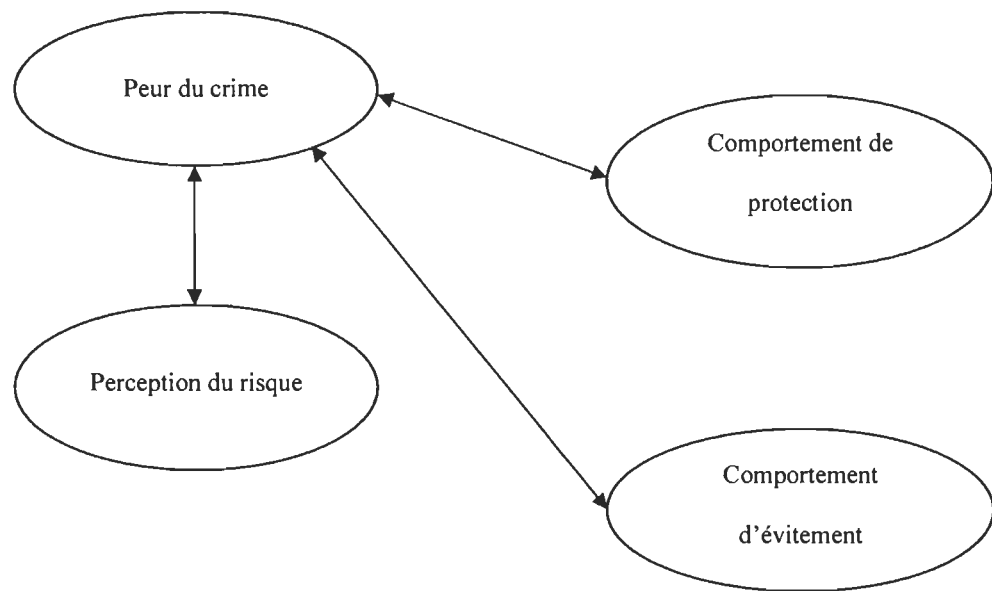 Peur du crime
Comportement de
protection
Perception du risque
Comportement
d'évitement